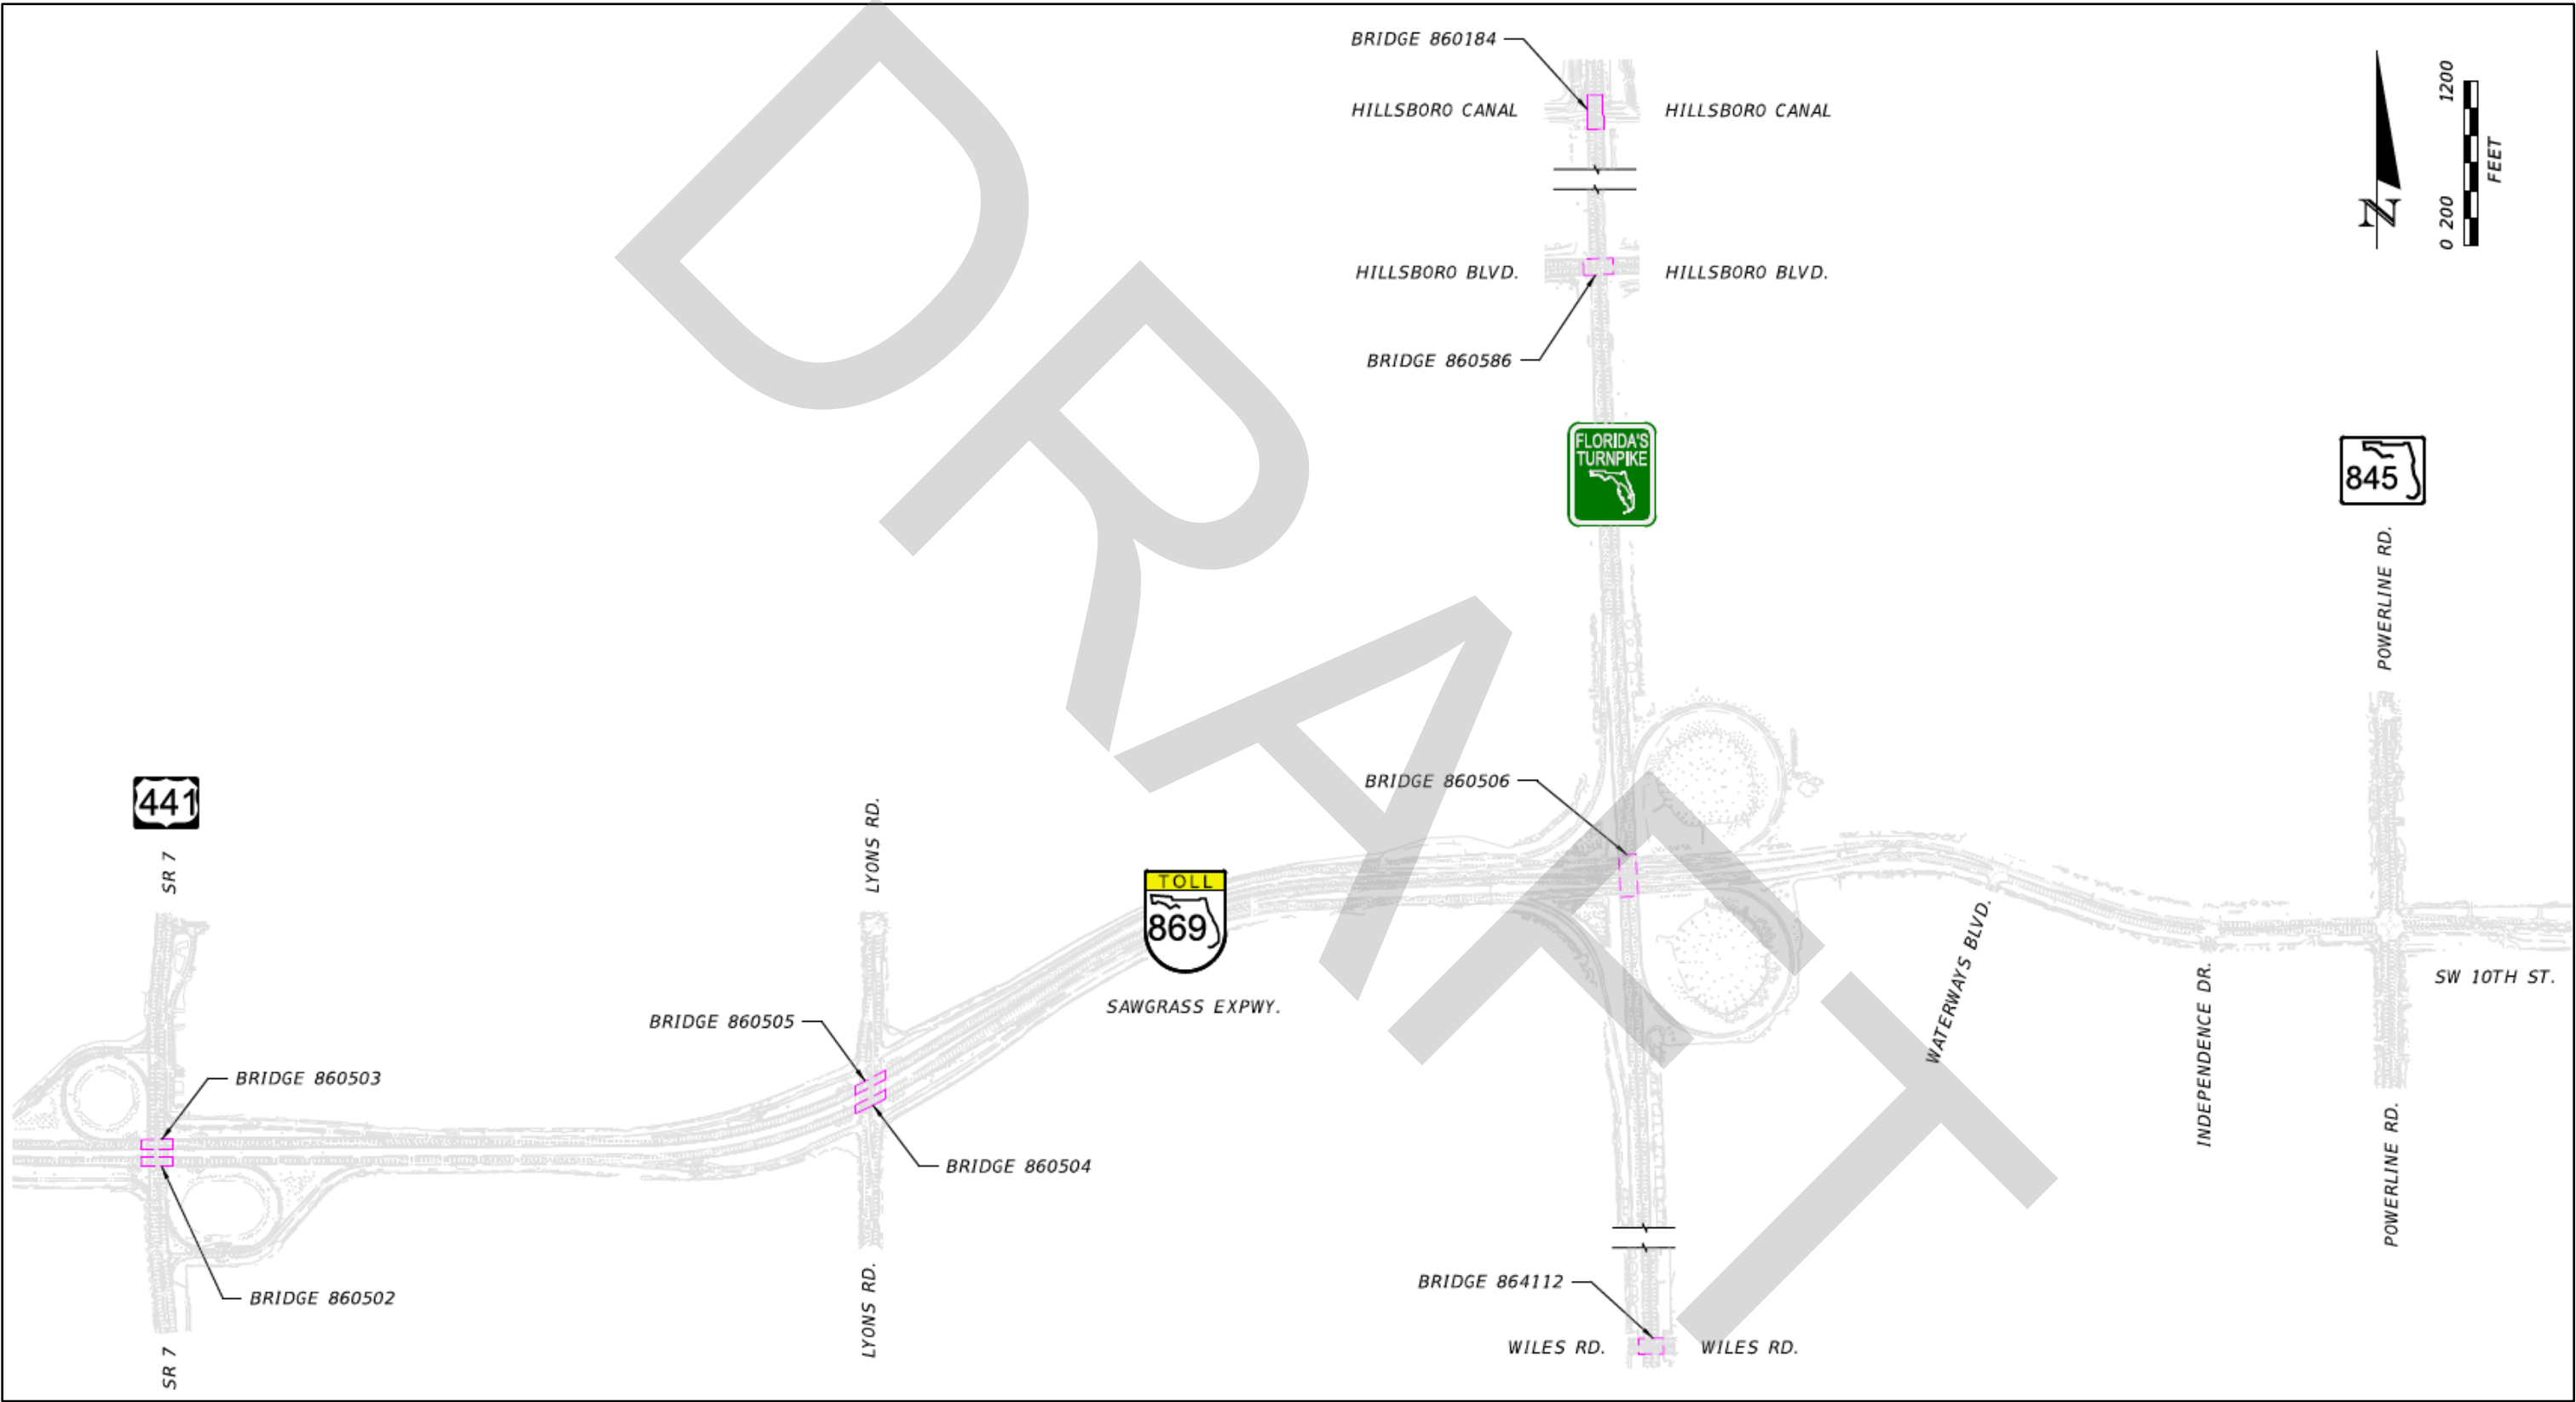 BRIDGE 860184
HILLSBORO CANAL
HILLSBORO CANAL
1200
0 200
FEET
N
HILLSBORO BLVD.
HILLSBORO BLVD.
BRIDGE 860586
FLORIDA'S
TURNPIKE
845
POWERLINE RD.
441
SR 7
LYONS RD.
BRIDGE 860506
TOLL
869
SAWGRASS EXPWY.
WATERWAYS BLVD.
INDEPENDENCE DR.
SW 10TH ST.
BRIDGE 860505
BRIDGE 860503
BRIDGE 860504
POWERLINE RD.
BRIDGE 860502
LYONS RD.
BRIDGE 864112
WILES RD.
WILES RD.
SR 7
DRAFT